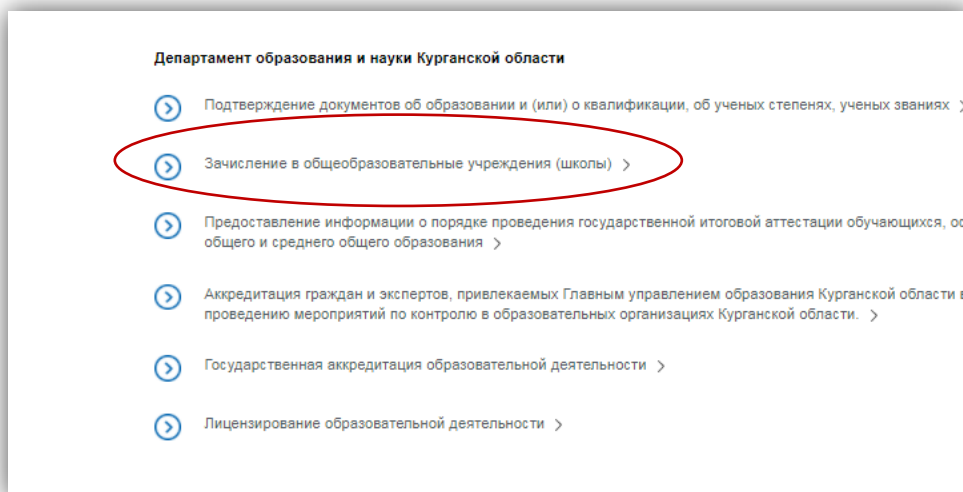 Департамент образования и науки Курганской области
Подтверждение документов об образовании и (или) о квалификации, об ученых степенях, ученых званиях
Зачисление в общеобразовательные учреждения (школы)
Предоставление информации о порядке проведения государственной итоговой аттестации обучающихся,
общего и среднего общего образования
Аккредитация граждан и экспертов, привлекаемых Главным управлением образования Курганской области в
проведению мероприятий по контролю в образовательных организациях Курганской области.
Государственная аккредитация образовательной деятельности
Лицензирование образовательной деятельности